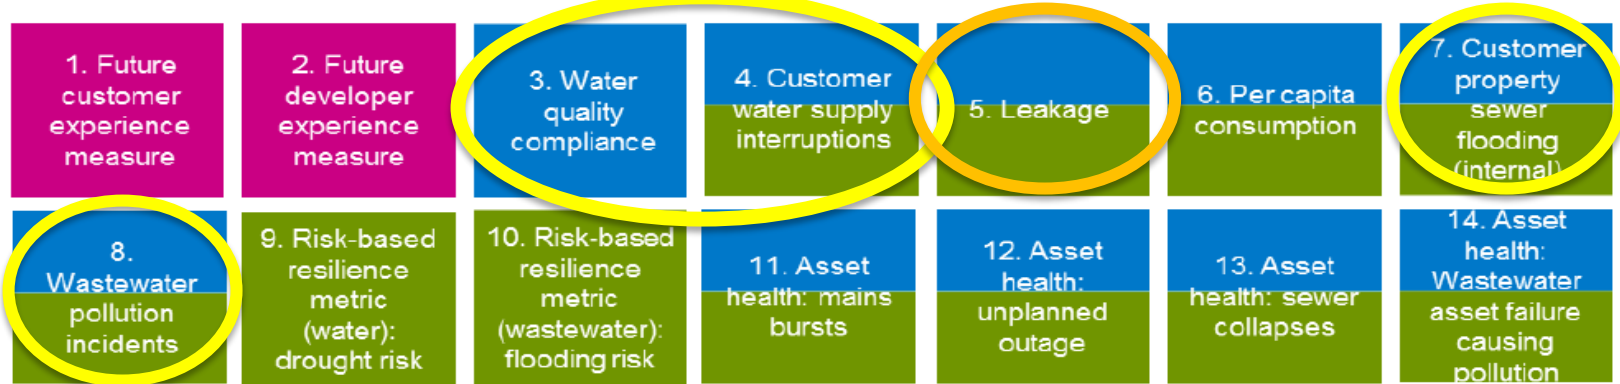 1. Future
customer
experience
measure
2. Future
developer
experience
measure
3. Water
quality
compliance
4. Customer
water supply
interruptions
5. Leakage
6. Per capita
consumption
7. Customer
property
sewer
flooding
(internal)
8.
Wastewater
pollution
incidents
9. Risk-based
resilience
metric
(water):
drought risk
10. Risk-based
resilience
metric
(wastewater):
flooding risk
11. Asset
health: mains
bursts
12. Asset
health:
unplanned
outage
13. Asset
health: sewer
collapses
14. Asset
health:
Wastewater
asset failure
causing
pollution